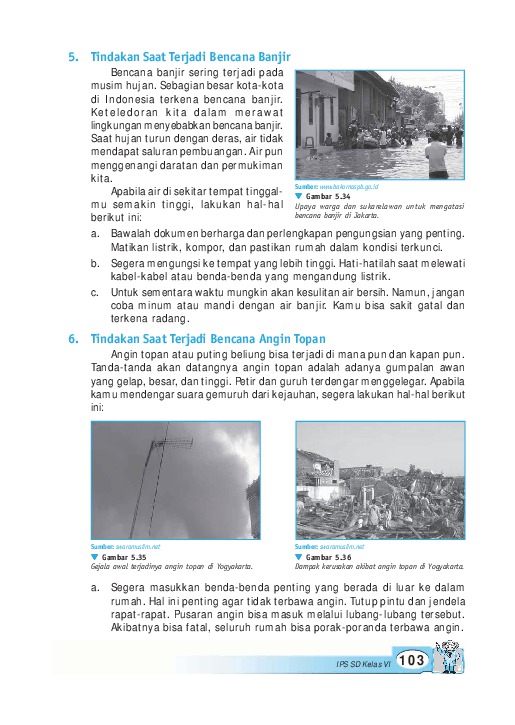 5. Tindakan Saat Terjadi Bencana Banjir
Bencana banjir sering terjadi pada
musim hujan. Sebagian besar kota-kota
di Indonesia terkena bencana banjir.
Keteledoran kita dalam merawat
lingkungan menyebabkan bencana banjir.
Saat hujan turun dengan deras, air tidak
mendapat saluran pembuangan. Air pun
menggenangi daratan dan permukiman
kita.
Apabila air di sekitar tempat tinggal-
mu semakin tinggi, lakukan hal-hal
berikut ini:
Sumber: www.bakornaspb.go.id
▼ Gambar 5.34
Upaya warga dan sukarelawan untuk mengatasi
bencana banjir di Jakarta.
a. Bawalah dokumen berharga dan perlengkapan pengungsian yang penting.
Matikan listrik, kompor, dan pastikan rumah dalam kondisi terkunci.
b. Segera mengungsi ke tempat yang lebih tinggi. Hati-hatilah saat melewati
kabel-kabel atau benda-benda yang mengandung listrik.
c. Untuk sementara waktu mungkin akan kesulitan air bersih. Namun, jangan
coba minum atau mandi dengan air banjir. Kamu bisa sakit gatal dan
terkena radang.
6. Tindakan Saat Terjadi Bencana Angin Topan
Angin topan atau puting beliung bisa terjadi di mana pun dan kapan pun.
Tanda-tanda akan datangnya angin topan adalah adanya gumpalan awan
yang gelap, besar, dan tinggi. Petir dan guruh terdengar menggelegar. Apabila
kamu mendengar suara gemuruh dari kejauhan, segera lakukan hal-hal berikut
ini:
Sumber: swaramuslim.net
▼ Gambar 5.35
Gejala awal terjadinya angin topan di Yogyakarta.
Sumber: swaramuslim.net
▼ Gambar 5.36
Dampak kerusakan akibat angin topan di Yogyakarta.
a. Segera masukkan benda-benda penting yang berada di luar ke dalam
rumah. Hal ini penting agar tidak terbawa angin. Tutup pintu dan jendela
rapat-rapat. Pusaran angin bisa masuk melalui lubang-lubang tersebut.
Akibatnya bisa fatal, seluruh rumah bisa porak-poranda terbawa angin.
IPS SD Kelas VI 103